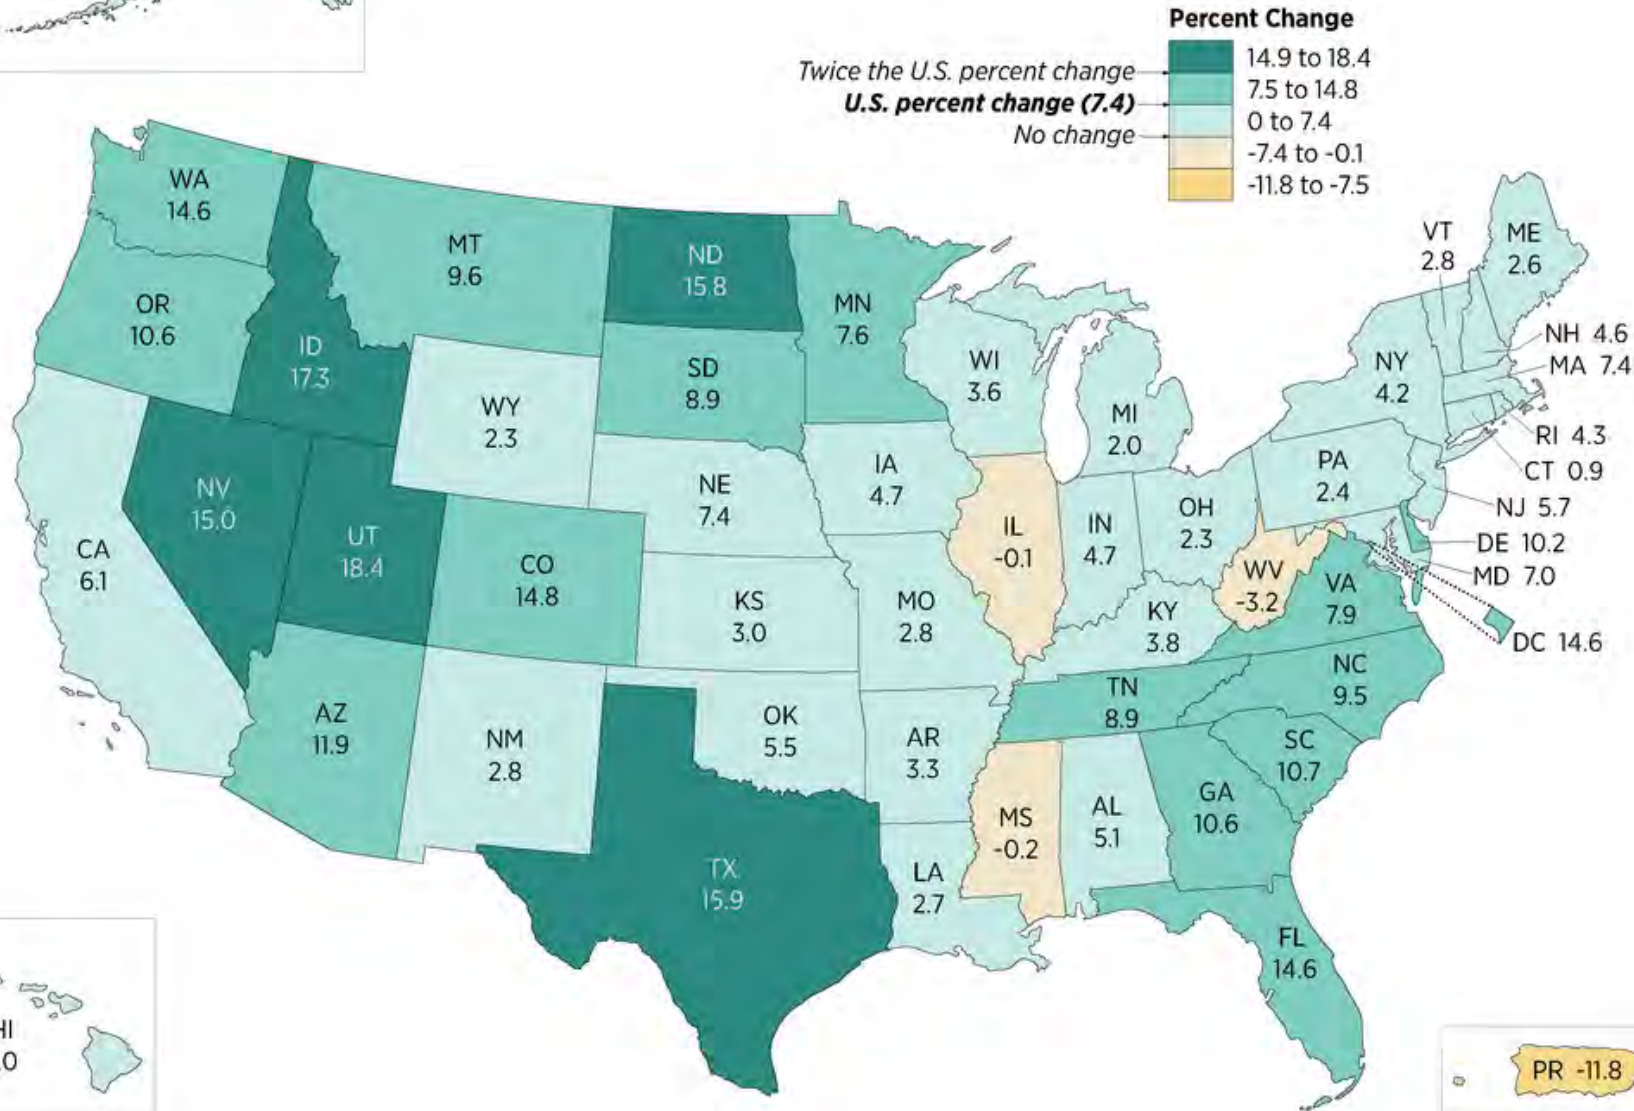 Percent Change
14.9 to 18.4
Twice the U.S. percent change
7.5 to 14.8
U.S. percent change (7.4)
0 to 7.4
No change
-7.4 to -0.1
-11.8 to -7.5
WA
14.6
MT
9.6
ND
15.8
VT
2.8
ME
2.6
OR
10.6
ID
17.3
MN
7.6
NH 4.6
MA 7.4
SD
8.9
WI
3.6
NY
4.2
WY
2.3
MI
2.0
RI 4.3
CT 0.9
NV
15.0
NE
7.4
IA
4.7
PA
2.4
NJ 5.7
CA
6.1
UT
18.4
CO
14.8
IL
-0.1
IN
4.7
OH
2.3
DE 10.2
MD 7.0
WV
-3.2
VA
7.9
KS
3.0
MO
2.8
KY
3.8
DC 14.6
AZ
11.9
NM
2.8
OK
5.5
AR
3.3
TN
8.9
NC
9.5
SC
10.7
TX
15.9
LA
2.7
MS
-0.2
AL
5.1
GA
10.6
FL
14.6
HI
.0
PR -11.8